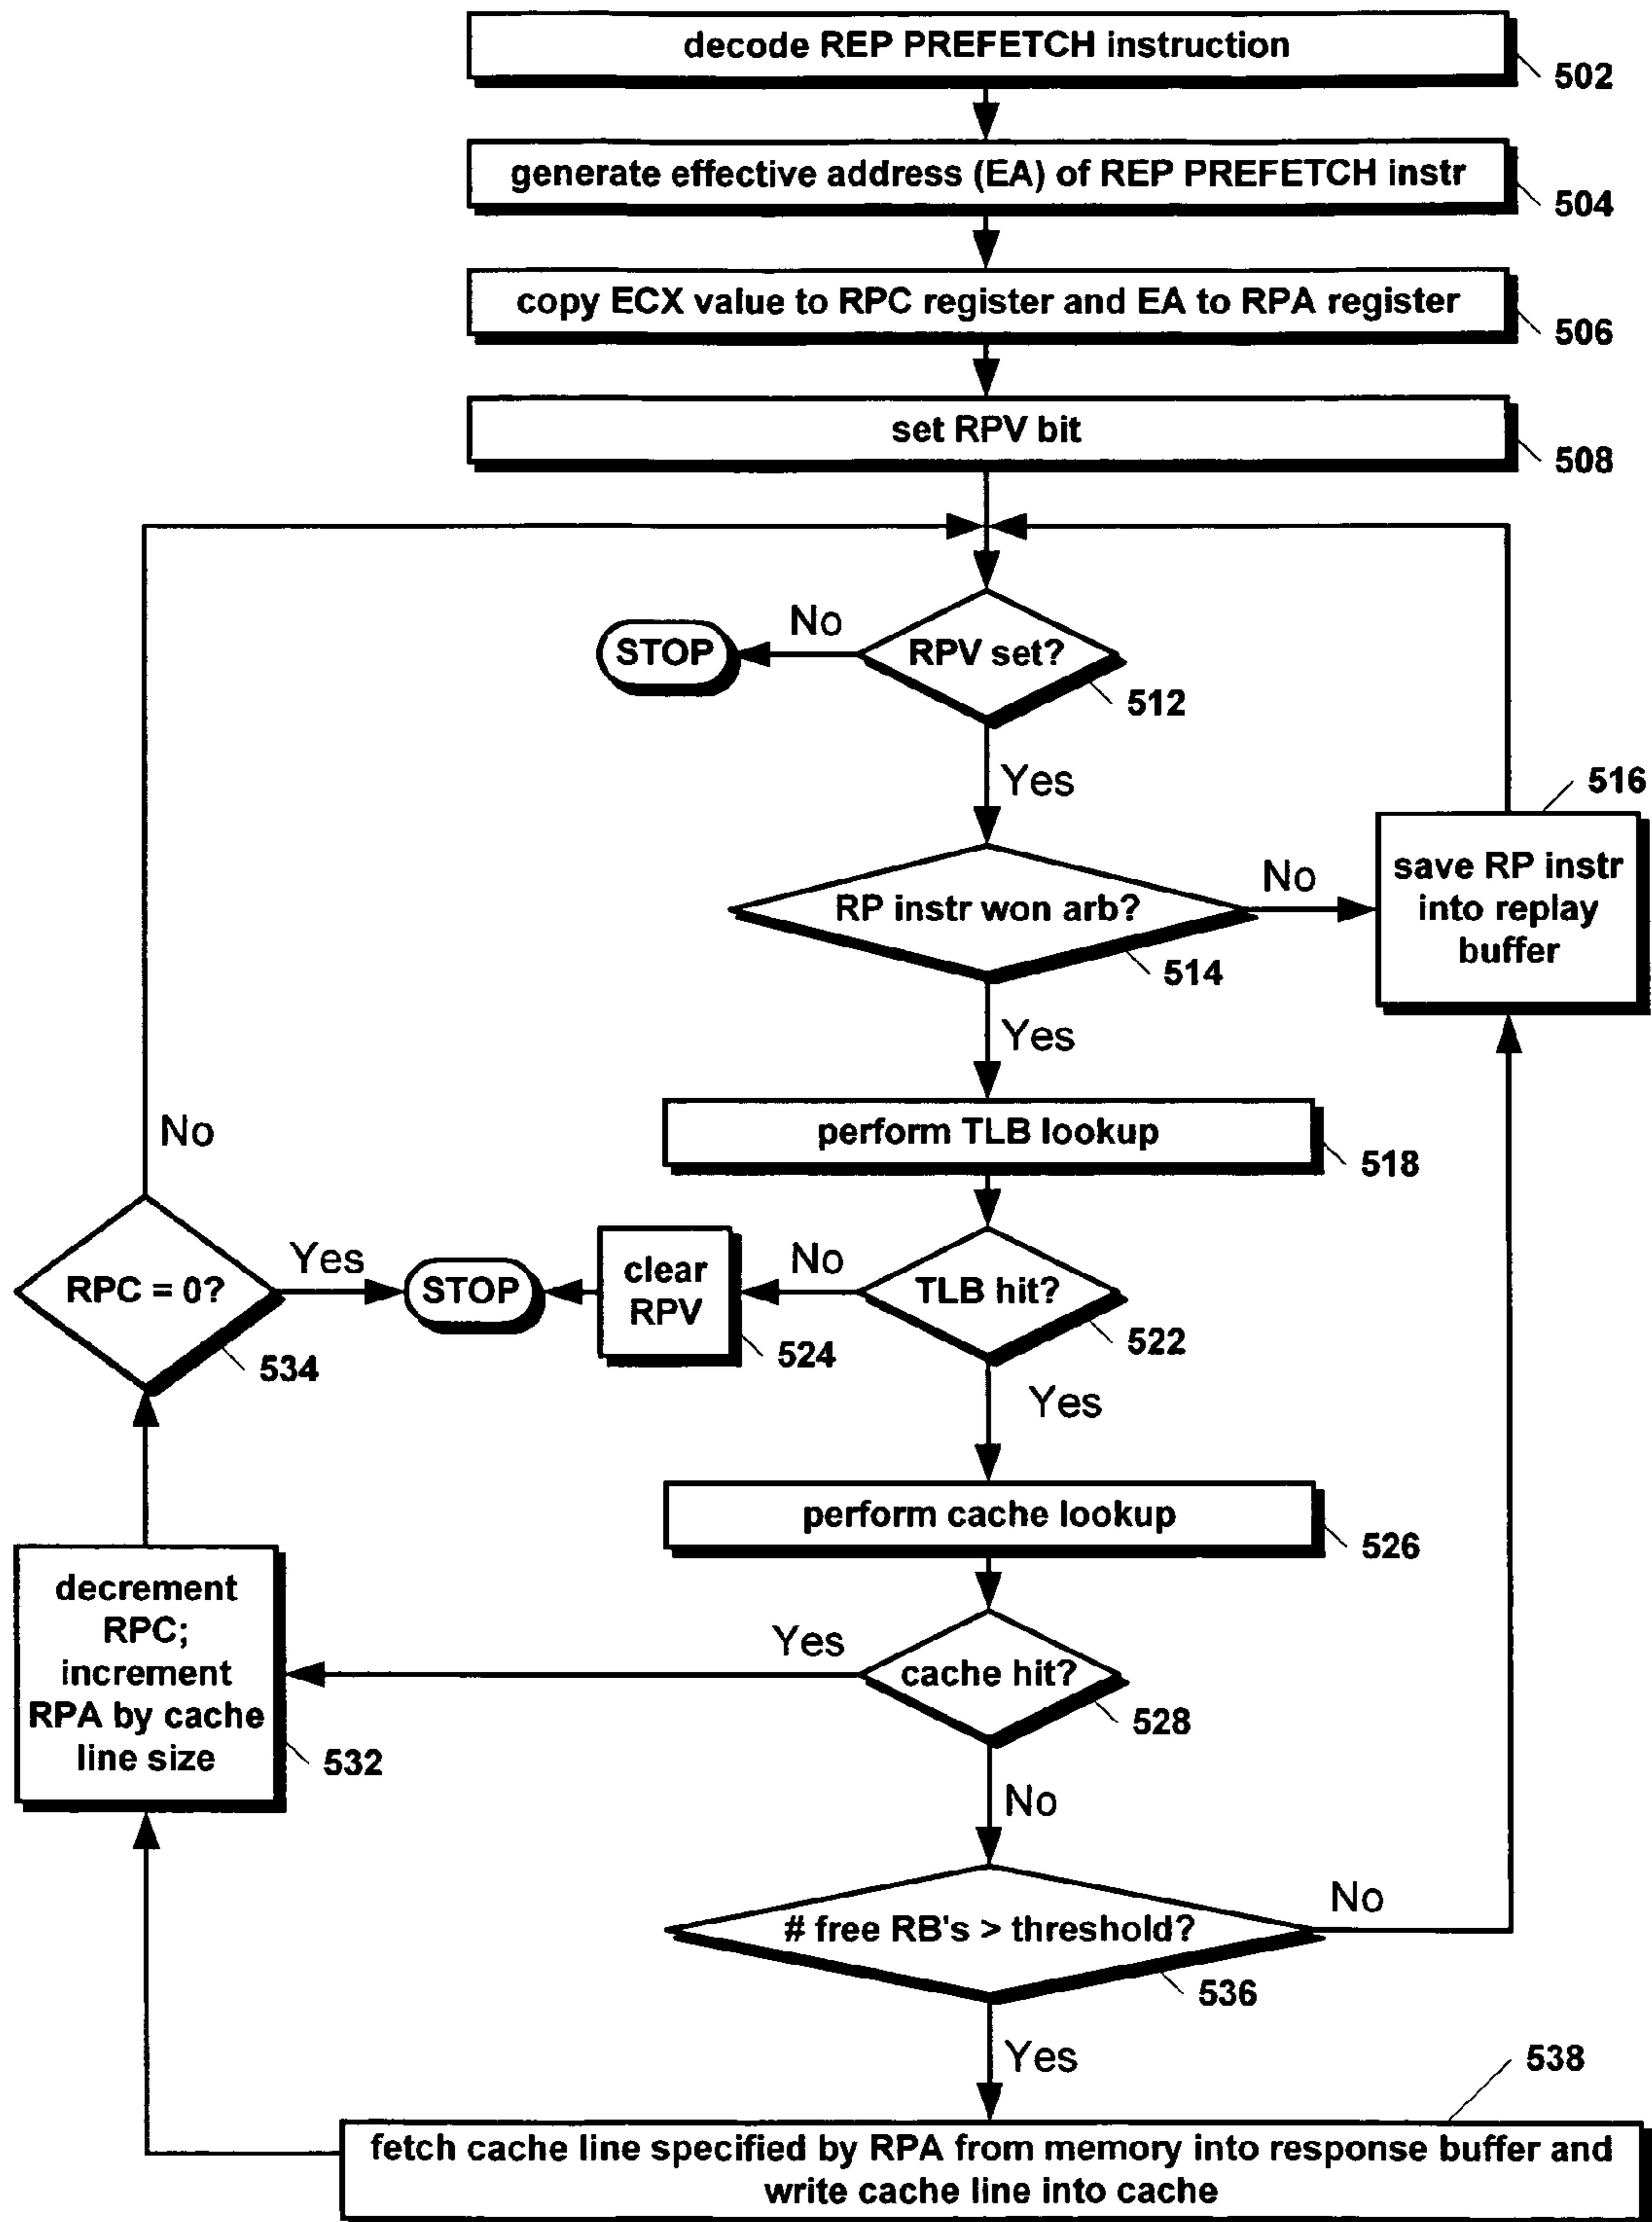 decode REP PREFETCH instruction
502
generate effective address (EA) of REP PREFETCH instr
504
copy ECX value to RPC register and EA to RPA register
506
set RPV bit
508
No
STOP
RPV set?
512
Yes
516
save RP instr
into replay
buffer
No
RP instr won arb?
514
Yes
perform TLB lookup
518
No
RPC = 0?
Yes
534
STOP
clear
RPV
524
No
TLB hit?
522
Yes
perform cache lookup
526
decrement
RPC;
increment
RPA by cache
line size
532
Yes
cache hit?
528
No
# free RB's > threshold?
No
536
Yes
538
fetch cache line specified by RPA from memory into response buffer and
write cache line into cache